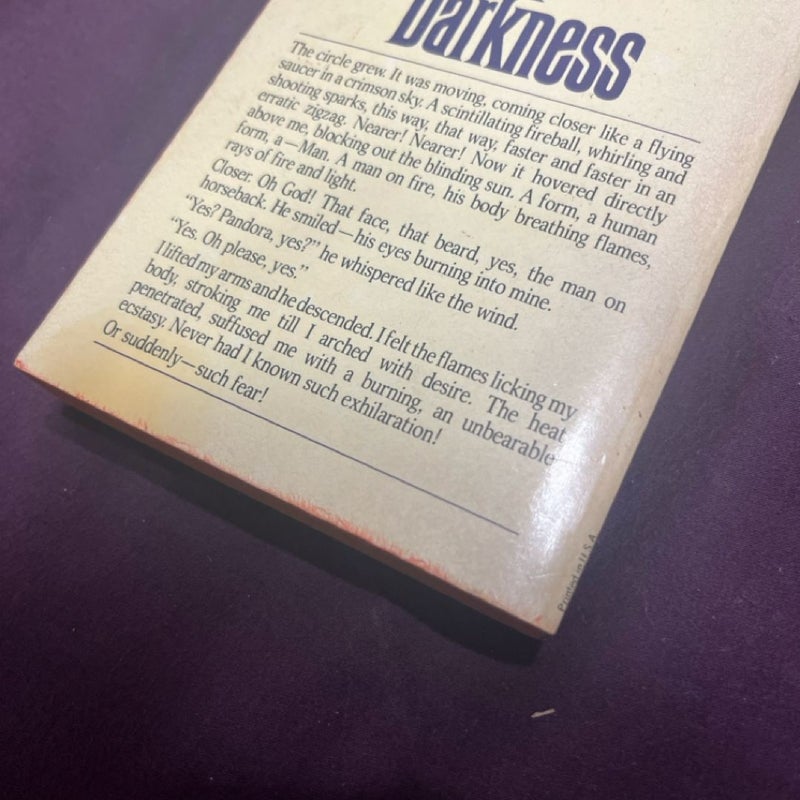 Darkness
The circle grew. It was moving, coming closer like a flying
saucer in a crimson sky. A scintillating fireball, whirling and
shooting sparks, this way, that way, faster and faster in an
erratic zigzag. Nearer! Nearer! Now it hovered directly
above me, blocking out the blinding sun. A form, a human
form, a—Man. A man on fire, his body breathing flames,
rays of fire and light.
Closer. Oh God! That face, that beard, yes, the man on
horseback. He smiled—his eyes burning into mine.
"Yes? Pandora, yes?" he whispered like the wind.
"Yes. Oh please, yes."
I lifted my arms and he descended. I felt the flames licking my
body, stroking me till I arched with desire. The heat
penetrated, suffused me with a burning, an unbearable
ecstasy. Never had I known such exhilaration!
Or suddenly—such fear!
Printed in U.S.A.